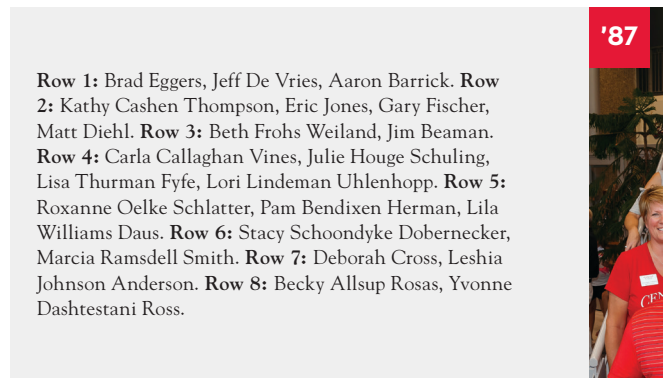 Row 1: Brad Eggers, Jeff De Vries, Aaron Barrick. Row
2: Kathy Cashen Thompson, Eric Jones, Gary Fischer,
Matt Diehl. Row 3: Beth Frohs Weiland, Jim Beaman.
Row 4: Carla Callaghan Vines, Julie Houge Schuling,
Lisa Thurman Fyfe, Lori Lindeman Uhlenhopp. Row 5:
Roxanne Oelke Schlatter, Pam Bendixen Herman, Lila
Williams Daus. Row 6: Stacy Schoondyke Dobernecker,
Marcia Ramsdell Smith. Row 7: Deborah Cross, Leshia
Johnson Anderson. Row 8: Becky Allsup Rosas, Yvonne
Dashtestani Ross.
’87